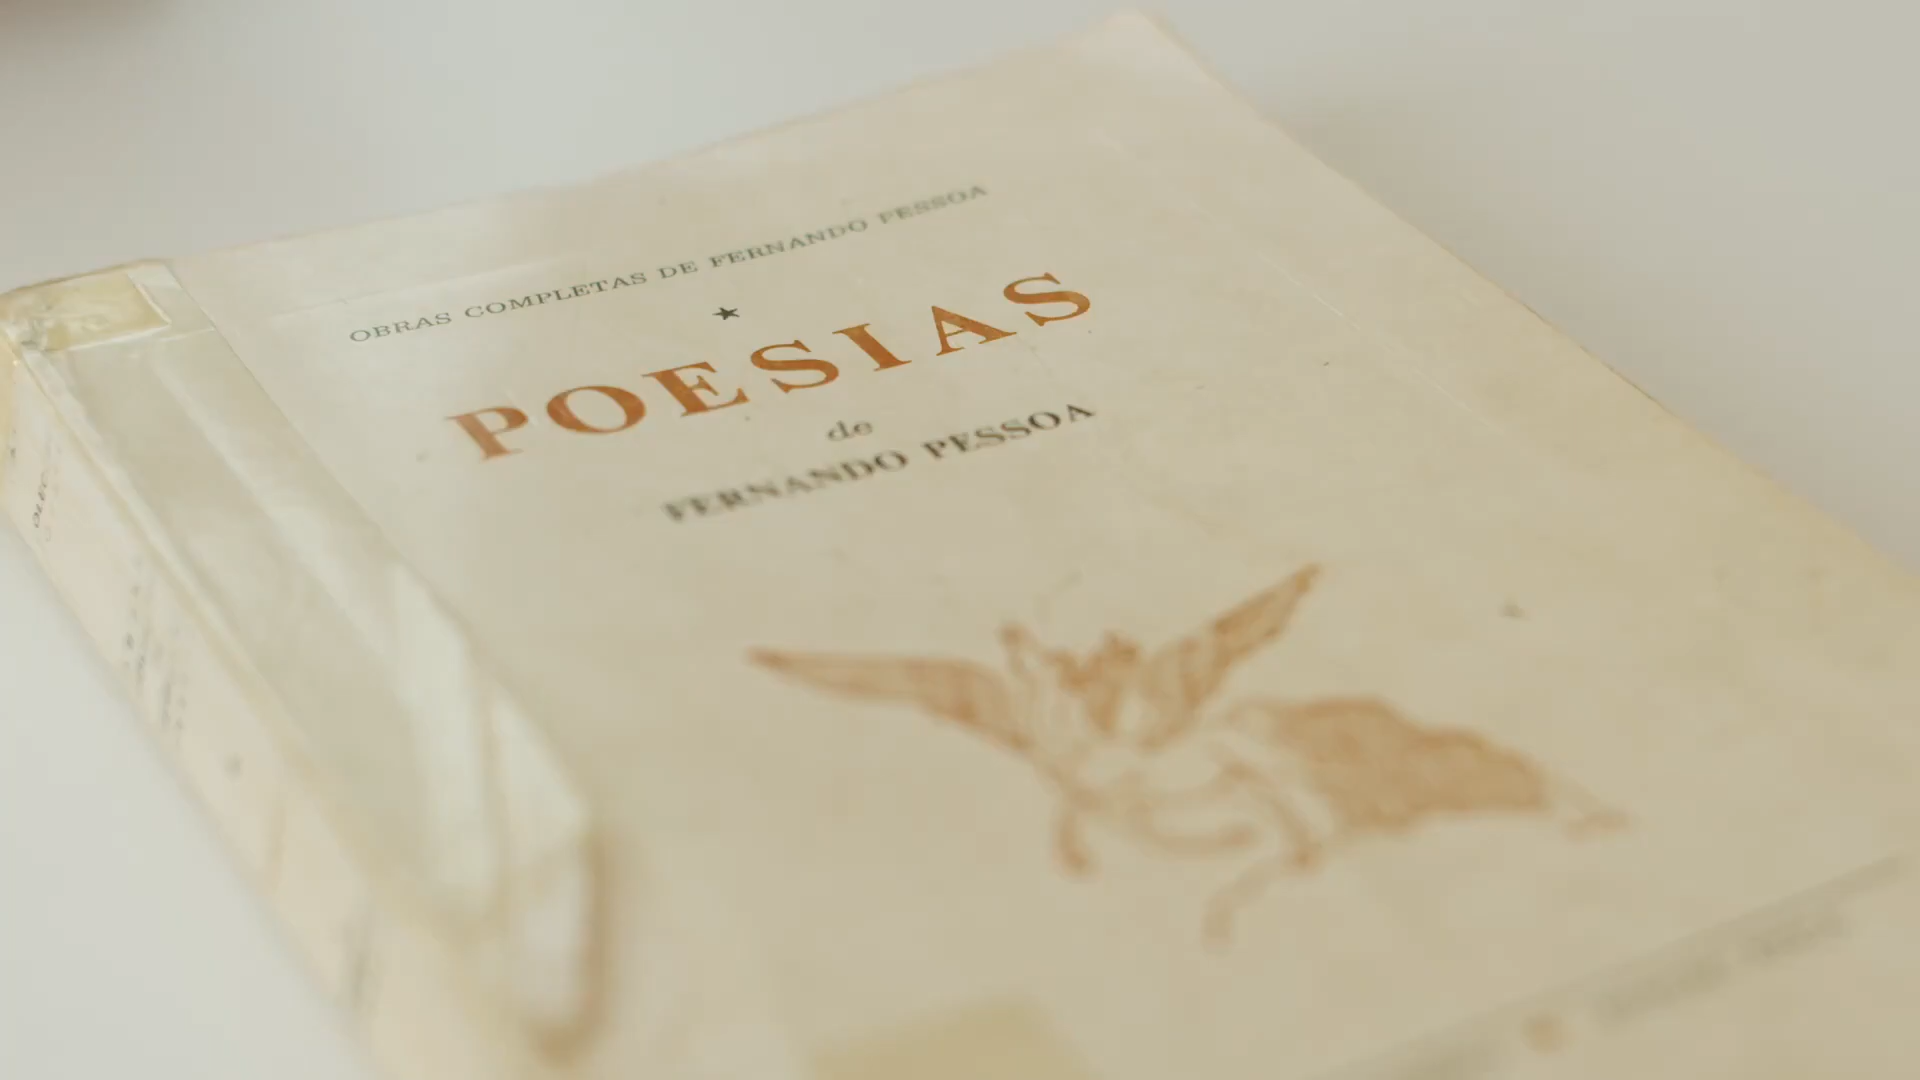 OBRAS COMPLETAS DE FERNANDO PESSOA
POESIAS
de
FERNANDO PESSOA